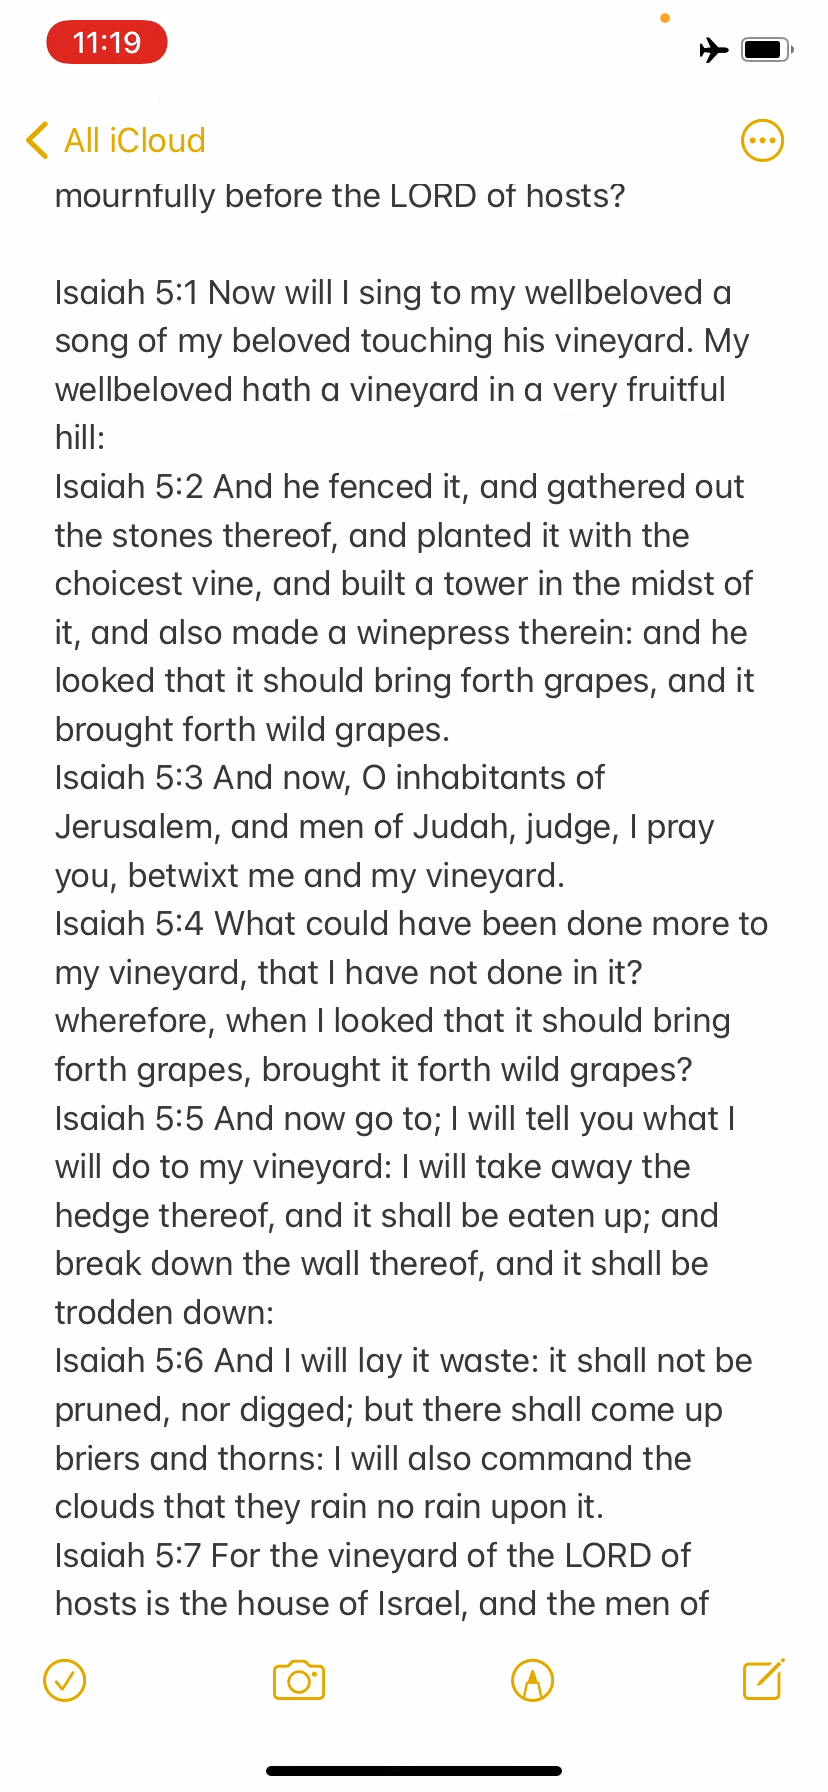 11:19
All iCloud
mournfully before the LORD of hosts?
Isaiah 5:1 Now will I sing to my wellbeloved a
song of my beloved touching his vineyard. My
wellbeloved hath a vineyard in a very fruitful
hill:
Isaiah 5:2 And he fenced it, and gathered out
the stones thereof, and planted it with the
choicest vine, and built a tower in the midst of
it, and also made a winepress therein: and he
looked that it should bring forth grapes, and it
brought forth wild grapes.
Isaiah 5:3 And now, O inhabitants of
Jerusalem, and men of Judah, judge, I pray
you, betwixt me and my vineyard.
Isaiah 5:4 What could have been done more to
my vineyard, that I have not done in it?
wherefore, when I looked that it should bring
forth grapes, brought it forth wild grapes?
Isaiah 5:5 And now go to; I will tell you what I
will do to my vineyard: I will take away the
hedge thereof, and it shall be eaten up; and
break down the wall thereof, and it shall be
trodden down:
Isaiah 5:6 And I will lay it waste: it shall not be
pruned, nor digged; but there shall come up
briers and thorns: I will also command the
clouds that they rain no rain upon it.
Isaiah 5:7 For the vineyard of the LORD of
hosts is the house of Israel, and the men of